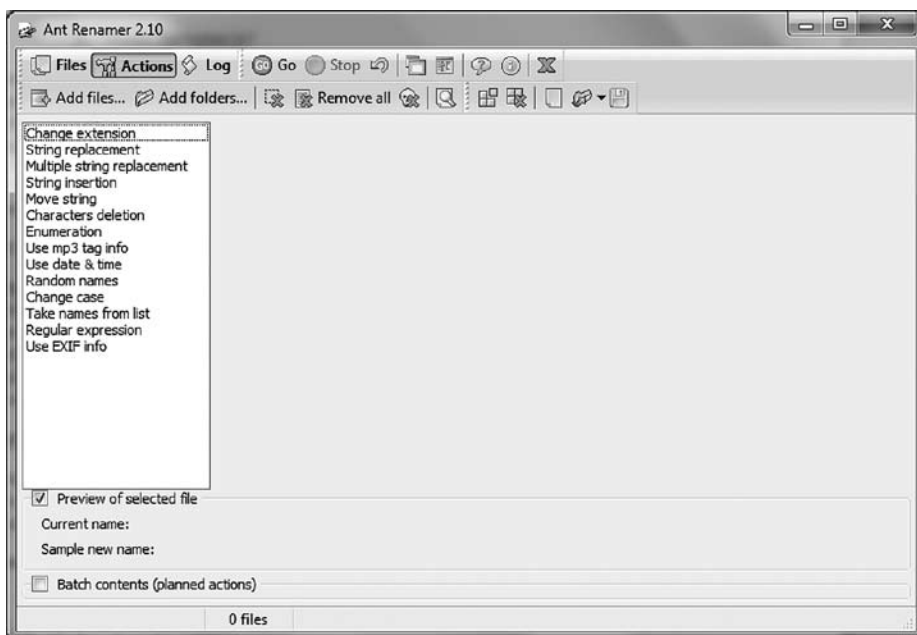 Ant Renamer 2.10
Files Actions Log Go Stop
Add files... Add folders... Remove all
Change extension
String replacement
Multiple string replacement
String insertion
Move string
Characters deletion
Enumeration
Use mp3 tag info
Use date & time
Random names
Change case
Take names from list
Regular expression
Use EXIF info
Preview of selected file
Current name:
Sample new name:
Batch contents (planned actions)
0 files